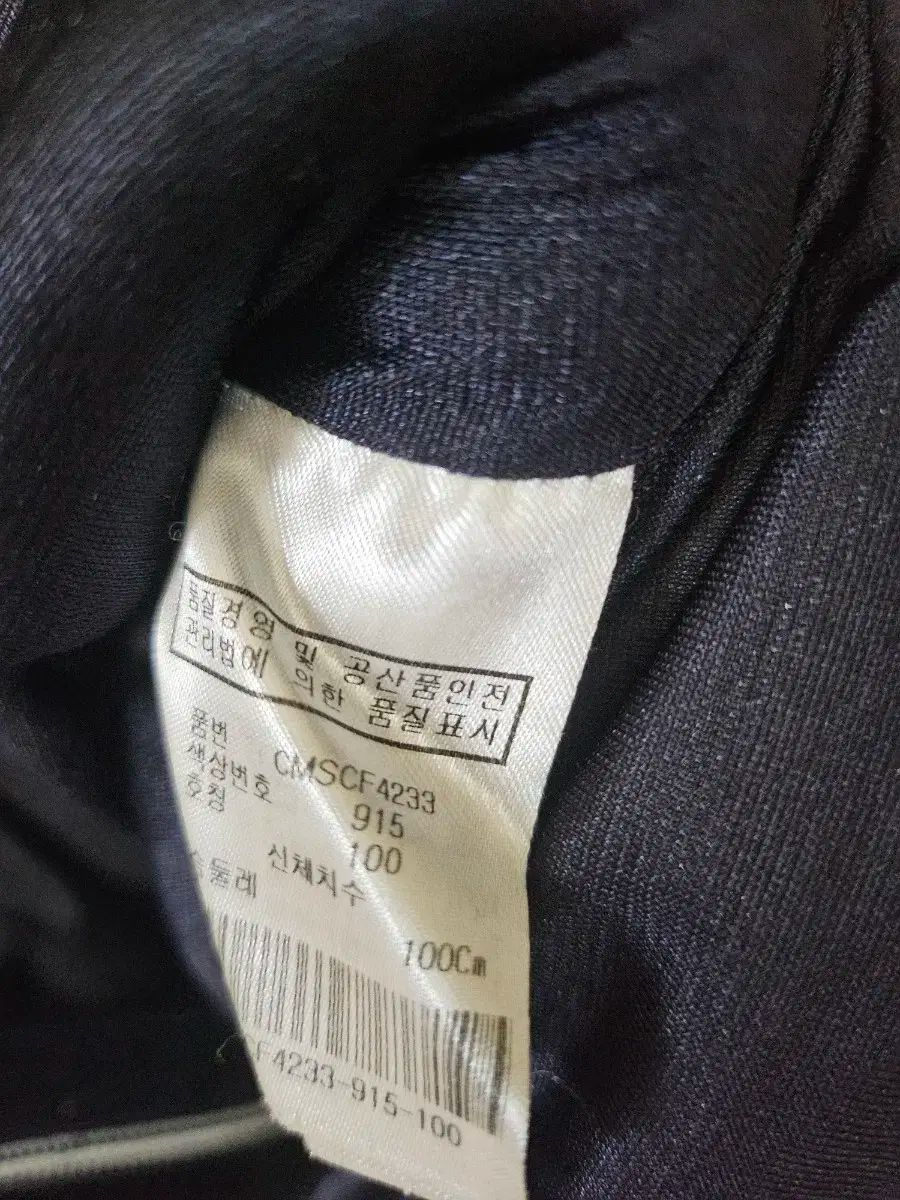 품질경영 및 공산품안전
관리법에 의한 품질표시
품번 CMSCF4233
색상번호 915
호칭 100
신체치수
둘레 100Cm
F4233-915-100